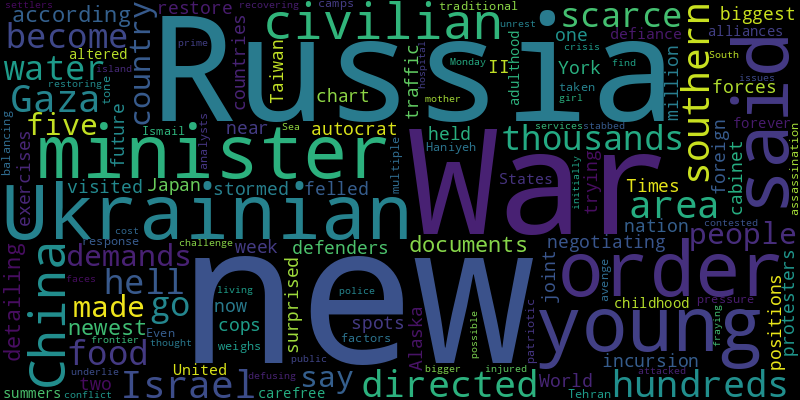 settlers
according
restore
recovering
camps
traditional
unrest
scarce
biggest
become
country
prime
civilian
one
defiance
alliances
altered
water
island
Russia
Taiwan
II
crisis
York
South
restoring
tone
countries
chart
traffic
hospital
Monday
adulthood
taken
find
million
southern
forces
issues
said
Gaza
future
mother
girl
five
Ismail
near
autocrat
held
services
stabbed
forever
balancing
exercises
minister
analysts
Sea
multiple
Haniyeh
thousands
foreign
cabinet
assassination
War
initially
trying
visited
Japan
stormed
felled
States
Times
area
Ukrainian
nation
people
cost
challenge
documents
negotiating
contested
response
week
defenders
demands
order
protesters
detailing
China
hell
faces
living
police
new
joint
avenge
childhood
pressure
made
go
now
surprised
spots
Alaska
possible
patriotic
young
fraying
positions
newest
frontier
Even
cops
factors
food
thought
weighs
public
bigger
injured
incursion
underlie
two
United
say
directed
World
attacked
hundreds
summers
conflict
Israel
defusing
carefree
Tehran